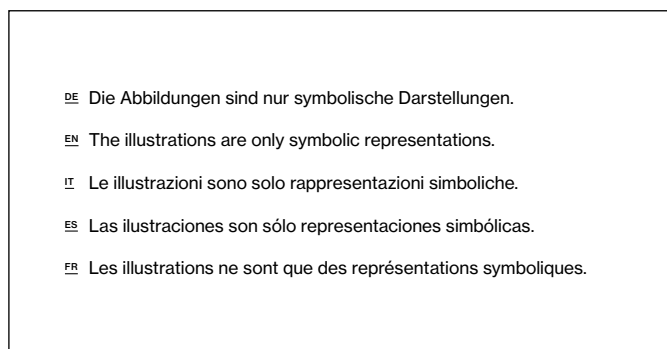 DE Die Abbildungen sind nur symbolische Darstellungen.
EN The illustrations are only symbolic representations.
IT Le illustrazioni sono solo rappresentazioni simboliche.
ES Las ilustraciones son sólo representaciones simbólicas.
FR Les illustrations ne sont que des représentations symboliques.